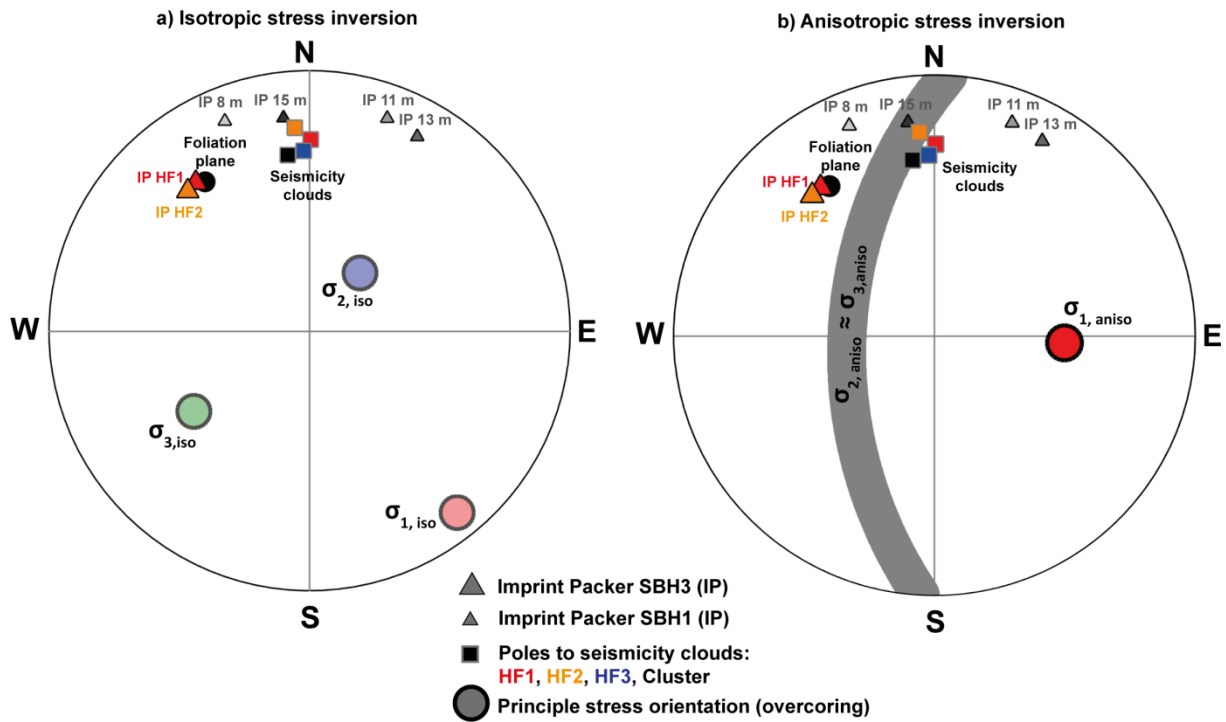 a) Isotropic stress inversion
N
IP 8 m
IP 15 m
IP 11 m
IP 13 m
Foliation
plane
IP HF1
IP HF2
Seismicity
clouds
σ2, iso
W
E
σ3,iso
σ1, iso
S
b) Anisotropic stress inversion
N
IP 8 m
IP 15 m
IP 11 m
IP 13 m
Foliation
plane
IP HF1
IP HF2
Seismicity
clouds
σ2, aniso ≈ σ3,aniso
σ1, aniso
W
E
S
Imprint Packer SBH3 (IP)
Imprint Packer SBH1 (IP)
Poles to seismicity clouds:
HF1, HF2, HF3, Cluster
Principle stress orientation (overcoring)